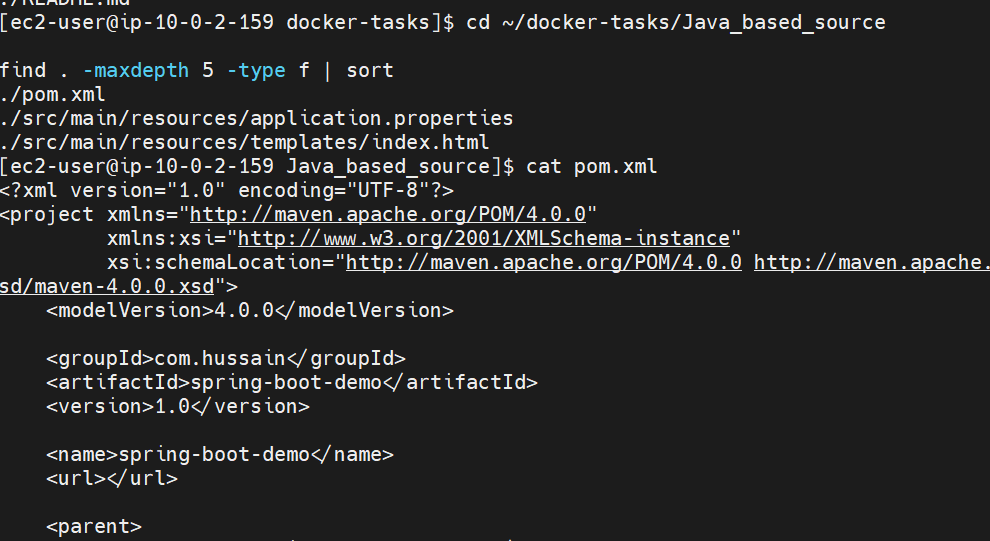 ./README.md
[ec2-user@ip-10-0-2-159 docker-tasks]$ cd ~/docker-tasks/Java_based_source
find . -maxdepth 5 -type f | sort
./pom.xml
./src/main/resources/application.properties
./src/main/resources/templates/index.html
[ec2-user@ip-10-0-2-159 Java_based_source]$ cat pom.xml
<?xml version="1.0" encoding="UTF-8"?>
<project xmlns="http://maven.apache.org/POM/4.0.0"
         xmlns:xsi="http://www.w3.org/2001/XMLSchema-instance"
         xsi:schemaLocation="http://maven.apache.org/POM/4.0.0 http://maven.apache.
sd/maven-4.0.0.xsd">
    <modelVersion>4.0.0</modelVersion>
    <groupId>com.hussain</groupId>
    <artifactId>spring-boot-demo</artifactId>
    <version>1.0</version>
    <name>spring-boot-demo</name>
    <url></url>
    <parent>